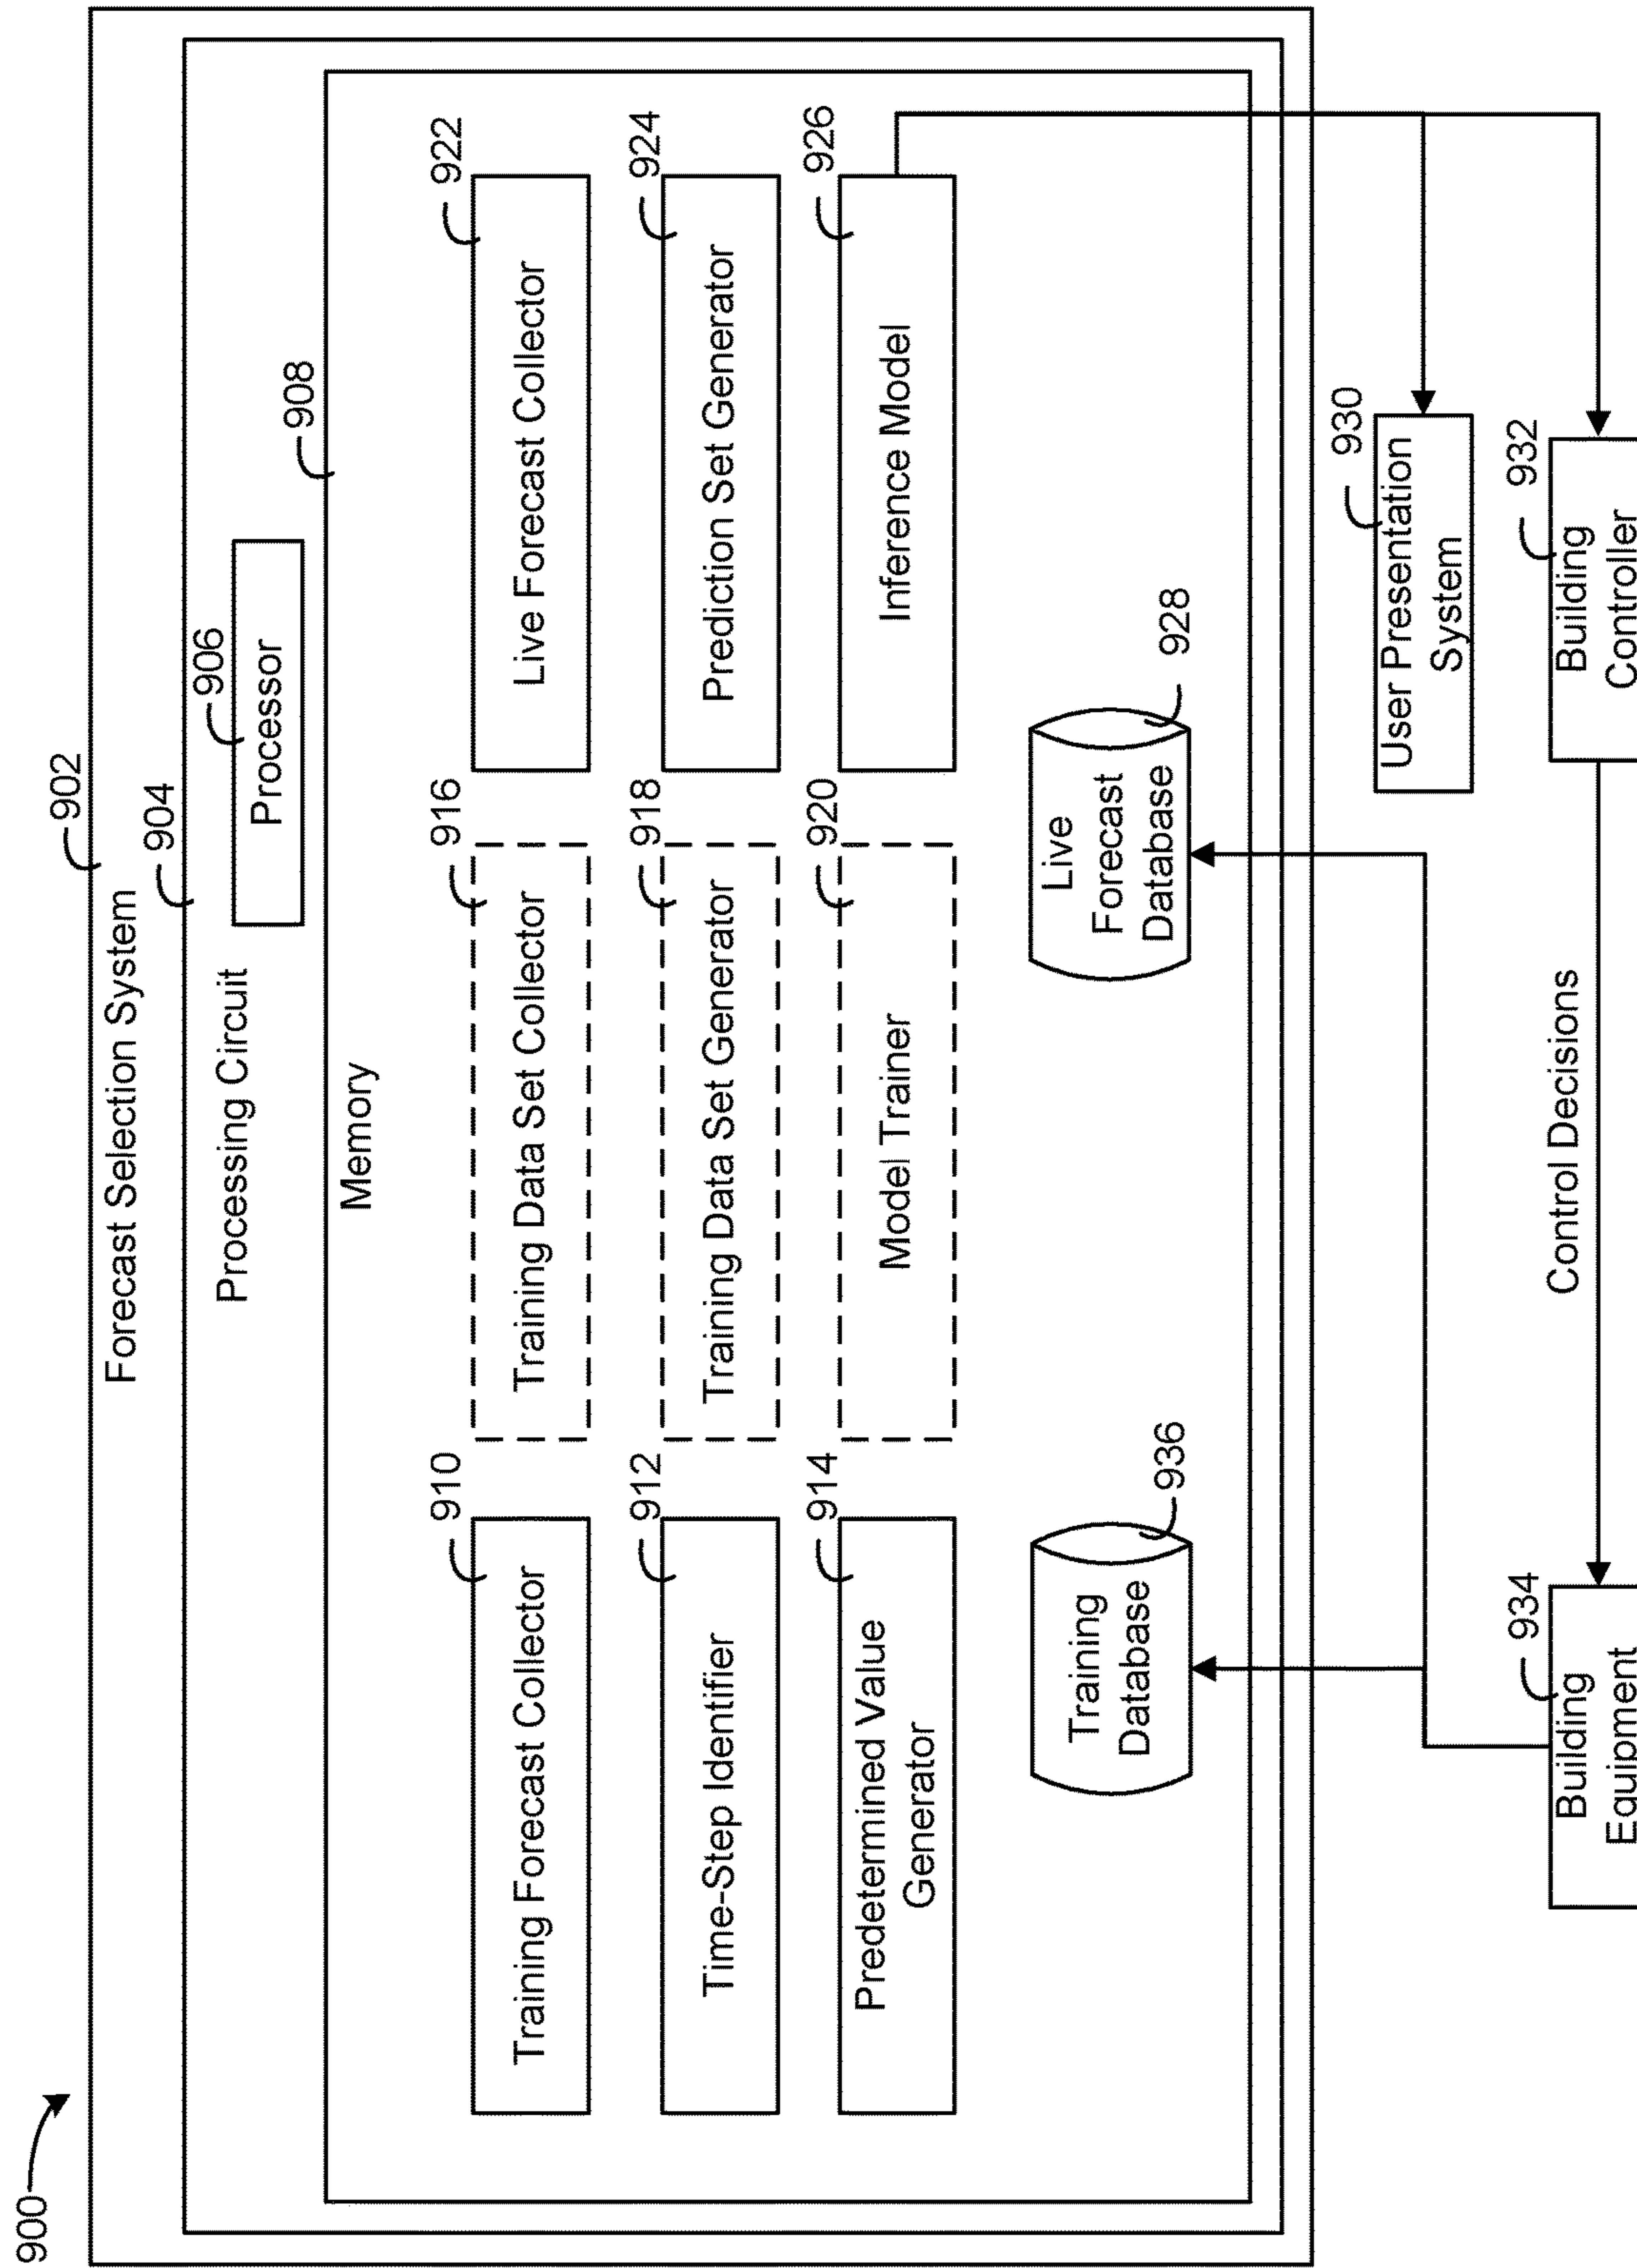 900
902
Forecast Selection System
904
Processing Circuit
906
Processor
908
Memory
910
Training Forecast Collector
916
Training Data Set Collector
922
Live Forecast Collector
912
Time-Step Identifier
918
Training Data Set Generator
924
Prediction Set Generator
914
Predetermined Value
Generator
920
Model Trainer
926
Inference Model
936
Training
Database
928
Live
Forecast
Database
930
User Presentation
System
934
Building
Equipment
Control Decisions
932
Building
Controller